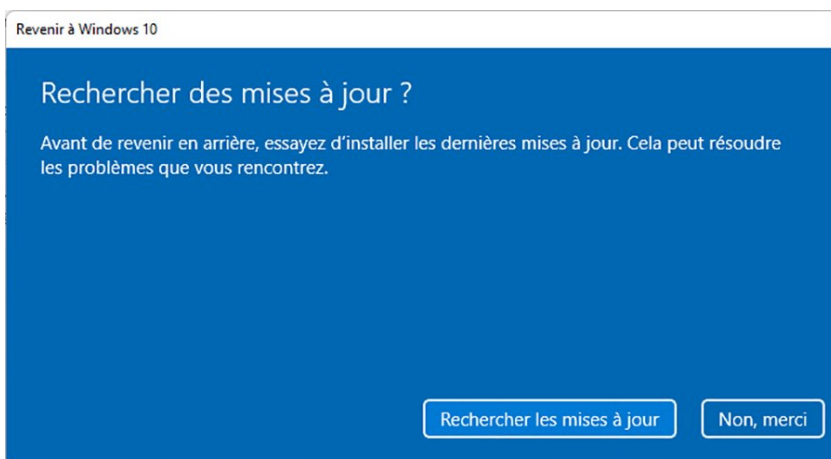 Revenir à Windows 10
Rechercher des mises à jour ?
Avant de revenir en arrière, essayez d’installer les dernières mises à jour. Cela peut résoudre
les problèmes que vous rencontrez.
Rechercher les mises à jour Non, merci